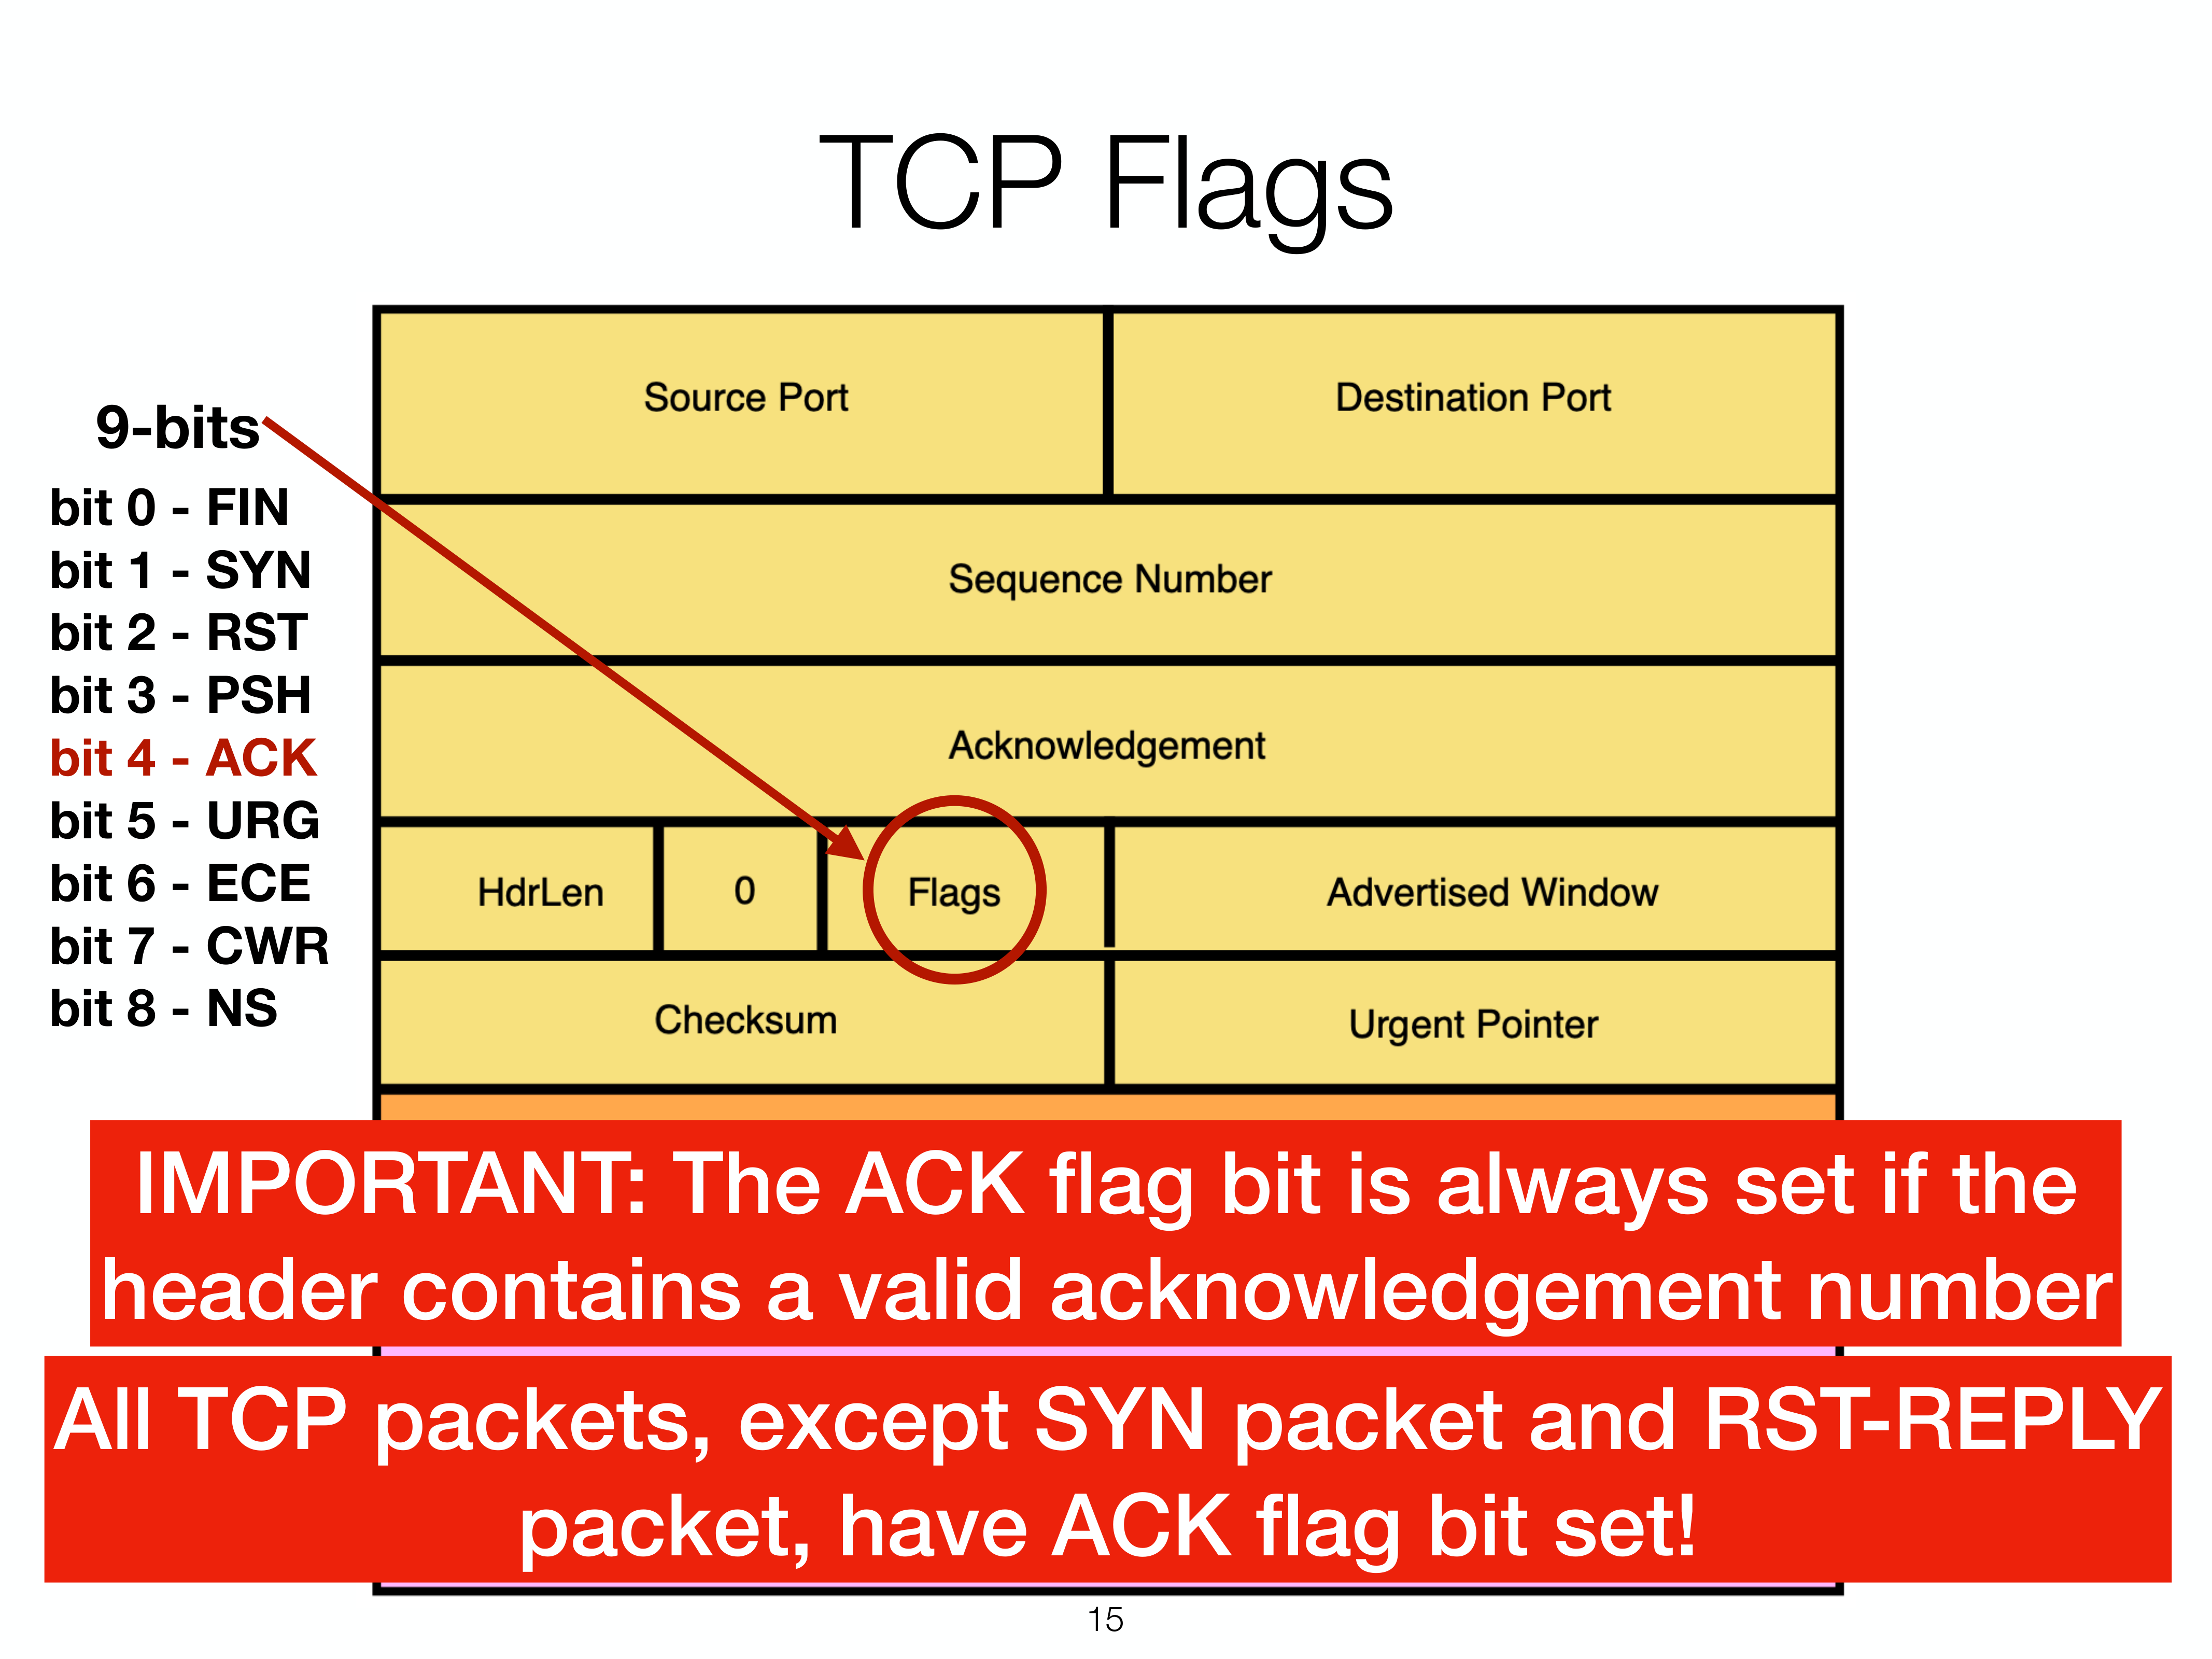 TCP Flags
Source Port
Destination Port
9-bits
bit 0 - FIN
bit 1 - SYN
bit 2 - RST
bit 3 - PSH
bit 4 - ACK
bit 5 - URG
bit 6 - ECE
bit 7 - CWR
bit 8 - NS
Sequence Number
Acknowledgement
HdrLen
0
Flags
Advertised Window
Checksum
Urgent Pointer
IMPORTANT: The ACK flag bit is always set if the
header contains a valid acknowledgement number
All TCP packets, except SYN packet and RST-REPLY
packet, have ACK flag bit set!
15